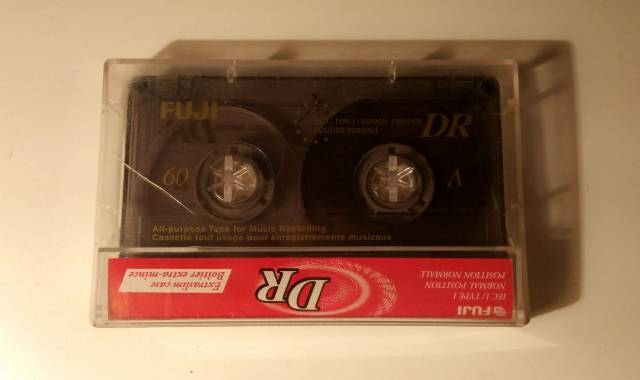 FUJI
IEC I / TYPE I NORMAL POSITION
POSITION NORMALE
DR
60
A
All-purpose Tape for Music Recording
Cassette tout usage pour enregistrements musicaux
FUJI
IEC I / TYPE I
NORMAL POSITION
POSITION NORMALE
DR
Extraslim case
Boîtier extra-mince